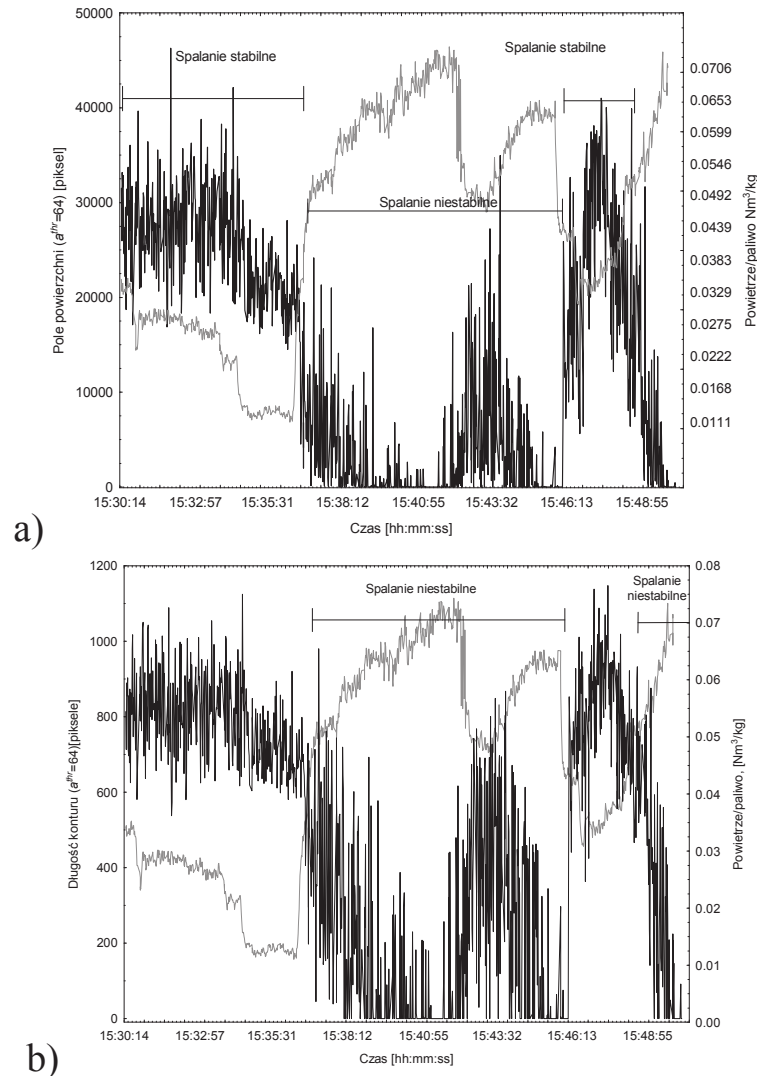 50000
40000
30000
20000
10000
0
Pole powierzchni (a^thr=64) [piksel]
Spalanie stabilne
Spalanie stabilne
Spalanie niestabilne
0.0706
0.0653
0.0599
0.0546
0.0492
0.0439
0.0383
0.0329
0.0275
0.0222
0.0168
0.0111
Powietrze/paliwo Nm³/kg
15:30:14 15:32:57 15:35:31 15:38:12 15:40:55 15:43:32 15:46:13 15:48:55
Czas [hh:mm:ss]
a)
1200
1000
800
600
400
200
0
Długość konturu (a^thr=64)[piksele]
Spalanie niestabilne
Spalanie
niestabilne
0.08
0.07
0.06
0.05
0.04
0.03
0.02
0.01
0.00
Powietrze/paliwo, [Nm³/kg]
15:30:14 15:32:57 15:35:31 15:38:12 15:40:55 15:43:32 15:46:13 15:48:55
Czas [hh:mm:ss]
b)